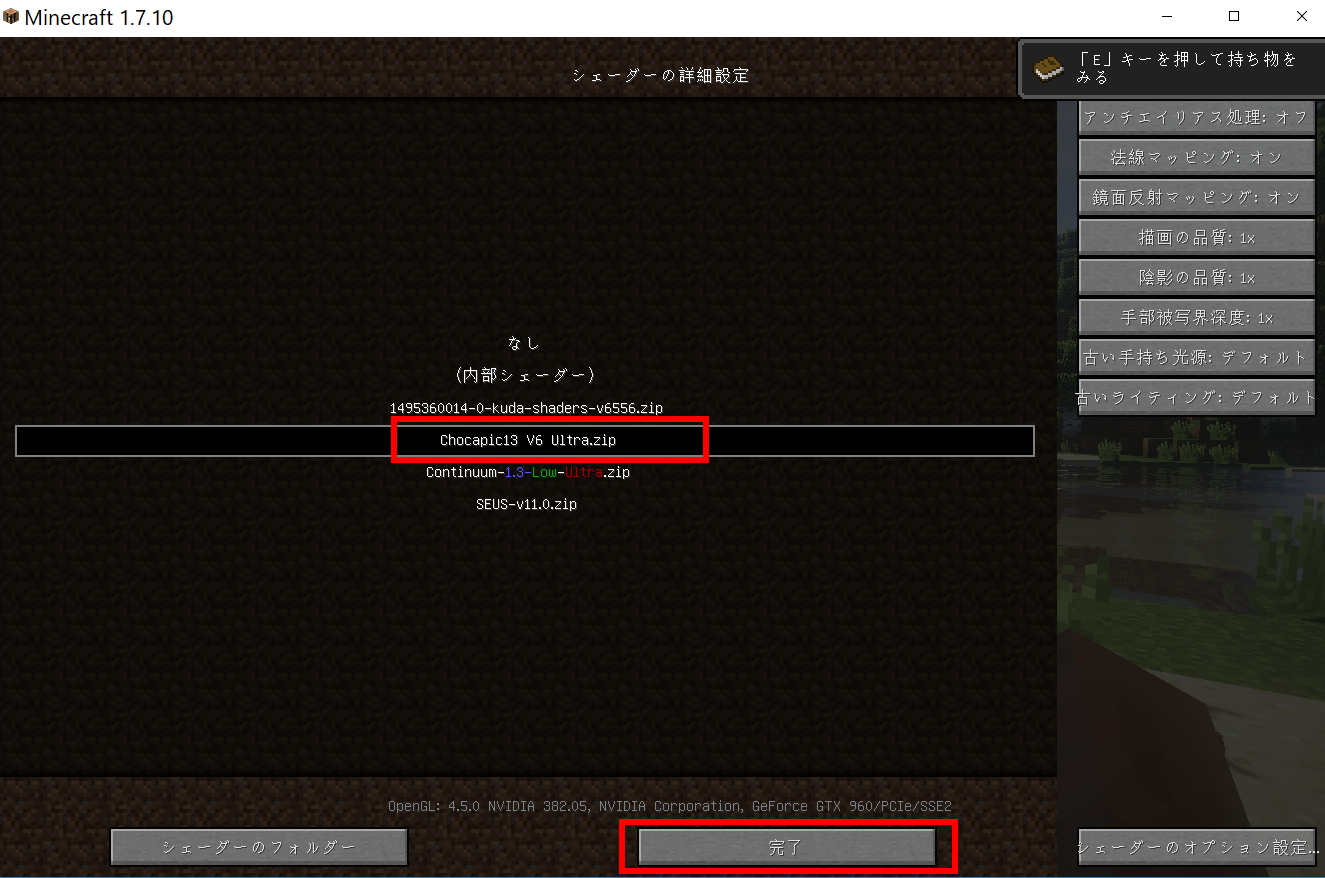 Minecraft 1.7.10
シェーダーの詳細設定
「E」キーを押して持ち物を
みる
アンチエイリアス処理: オフ
法線マッピング: オン
鏡面反射マッピング: オン
描画の品質: 1x
陰影の品質: 1x
手部被写界深度: 1x
古い手持ち光源: デフォルト
古いライティング: デフォルト
なし
(内部シェーダー)
1495360014-0-kuda-shaders-v6556.zip
Chocapic13 V6 Ultra.zip
Continuum-1.3-Low-Ultra.zip
SEUS-v11.0.zip
OpenGL: 4.5.0 NVIDIA 382.05, NVIDIA Corporation, GeForce GTX 960/PCIe/SSE2
シェーダーのフォルダー
完了
シェーダーのオプション設定...